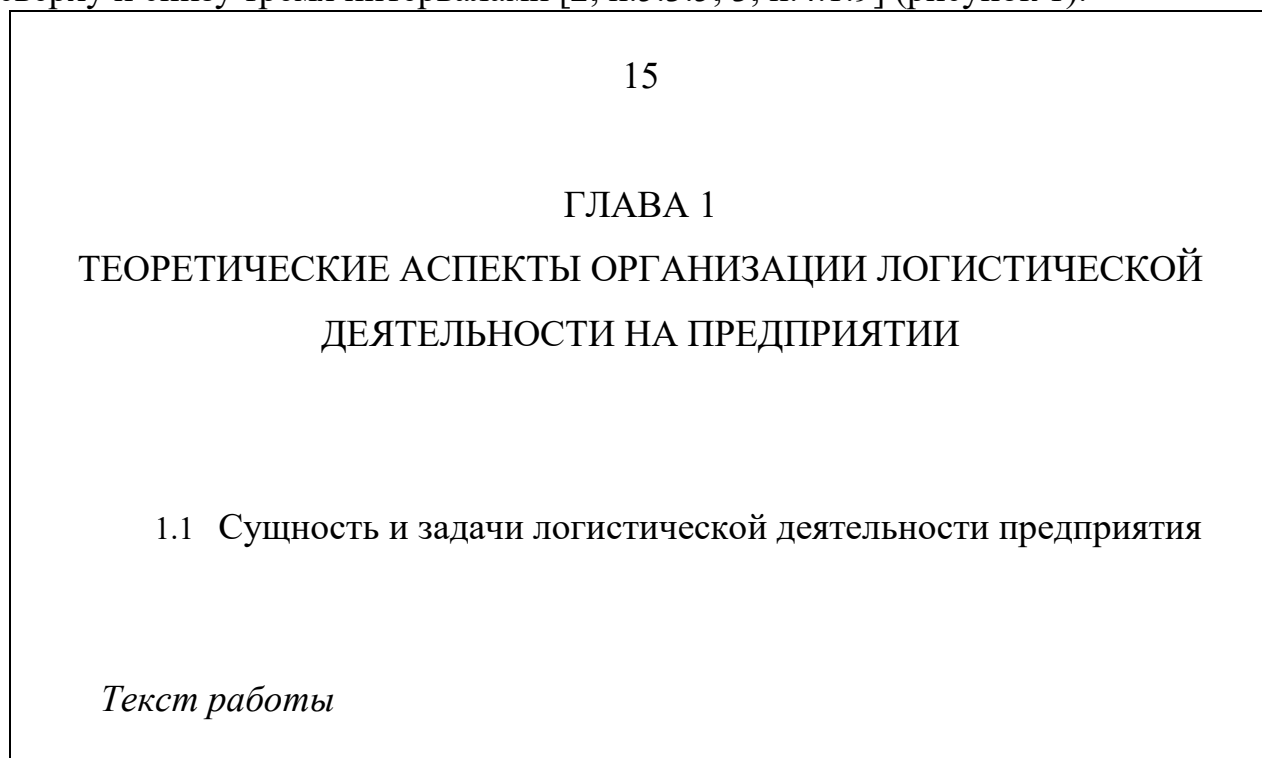 15
ГЛАВА 1
ТЕОРЕТИЧЕСКИЕ АСПЕКТЫ ОРГАНИЗАЦИИ ЛОГИСТИЧЕСКОЙ
ДЕЯТЕЛЬНОСТИ НА ПРЕДПРИЯТИИ
1.1 Сущность и задачи логистической деятельности предприятия
Текст работы